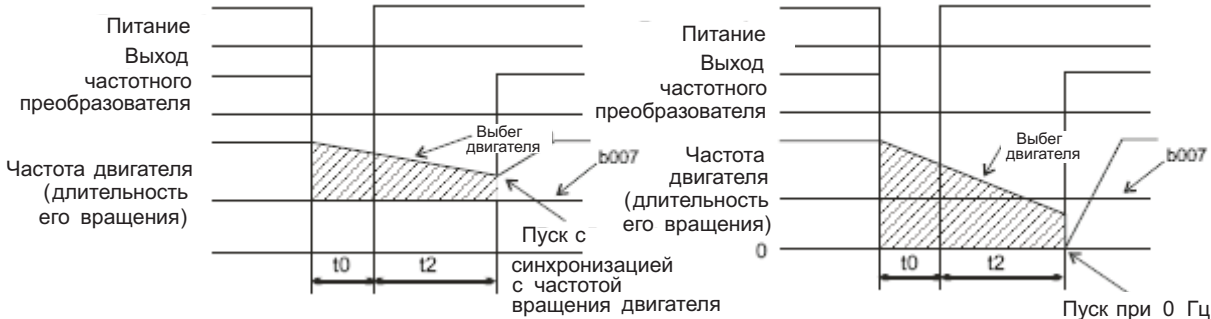 Питание
Выход
частотного
преобразователя
Частота двигателя
(длительность
его вращения)
Выбег
двигателя
b007
Пуск с
синхронизацией
с частотой
вращения двигателя
t0
t2
Питание
Выход
частотного
преобразователя
Частота
двигателя
(длительность
его вращения)
0
Выбег
двигателя
b007
t0
t2
Пуск при 0 Гц